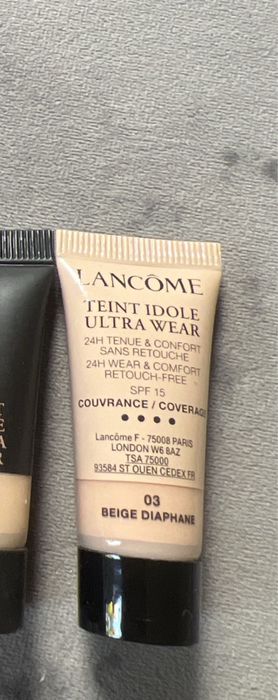 LANCÔME
TEINT IDOLE
ULTRA WEAR
24H TENUE & CONFORT
SANS RETOUCHE
24H WEAR & COMFORT
RETOUCH-FREE
SPF 15
COUVRANCE / COVERAGE
Lancôme F - 75008 PARIS
LONDON W6 8AZ
TSA 75000
93584 ST OUEN CEDEX FR
03
BEIGE DIAPHANE